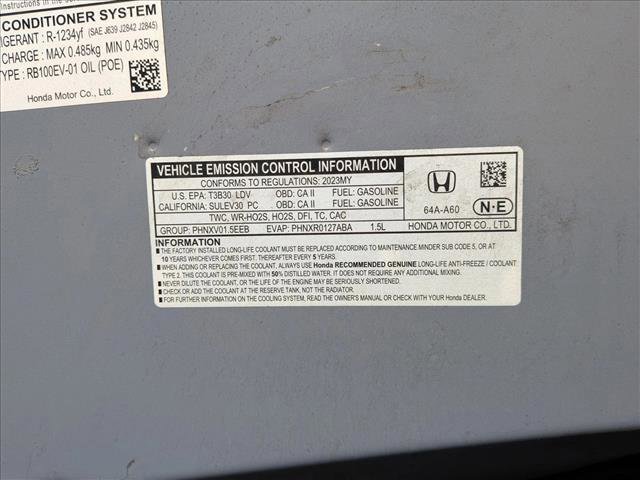 Instructions in
CONDITIONER SYSTEM
IGERANT : R-1234yf (SAE J639 J2842 J2845)
CHARGE : MAX 0.485kg MIN 0.435kg
TYPE : RB100EV-01 OIL (POE)
Honda Motor Co., Ltd.
VEHICLE EMISSION CONTROL INFORMATION
CONFORMS TO REGULATIONS: 2023MY
U.S. EPA: T3B30 LDV OBD: CA II FUEL: GASOLINE
CALIFORNIA: SULEV30 PC OBD: CA II FUEL: GASOLINE
TWC, WR-HO2S, HO2S, DFI, TC, CAC
GROUP: PHNXV01.5EEB EVAP: PHNXR0127ABA 1.5L
64A-A60
N·E
HONDA MOTOR CO., LTD.
INFORMATION
■ THE FACTORY INSTALLED LONG-LIFE COOLANT MUST BE REPLACED ACCORDING TO MAINTENANCE MINDER SUB CODE 5, OR AT
10 YEARS WHICHEVER COMES FIRST. THEREAFTER EVERY 5 YEARS.
■ WHEN ADDING OR REPLACING THE COOLANT, ALWAYS USE Honda RECOMMENDED GENUINE LONG-LIFE ANTI-FREEZE / COOLANT
TYPE 2. THIS COOLANT IS PRE-MIXED WITH 50% DISTILLED WATER. IT DOES NOT REQUIRE ANY ADDITIONAL MIXING.
■ NEVER DILUTE THE COOLANT, OR THE LIFE OF THE ENGINE MAY BE SERIOUSLY SHORTENED.
■ CHECK AND ADD COOLANT AT THE RESERVE TANK, NOT THE RADIATOR.
■ FOR FURTHER INFORMATION ON THE COOLING SYSTEM, READ THE OWNER'S MANUAL OR CHECK WITH YOUR Honda DEALER.